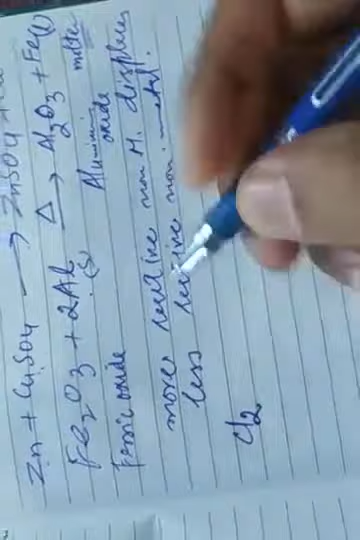 Zn + CuSO4 → ZnSO4 +
Fe2O3 + 2Al Δ→ Al2O3 + Fe(l)
(s) molten
Ferric oxide Aluminium oxide
more reactive non M. displaces
less reactive non-metal.
Cl2